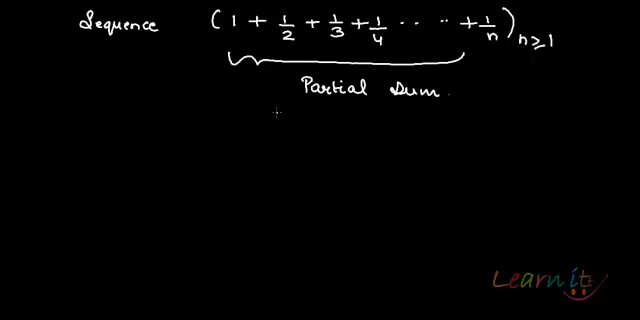 Sequence (1 + 1/2 + 1/3 + 1/4 .. .. + 1/n)n≥1
Partial Sum.
Learnit